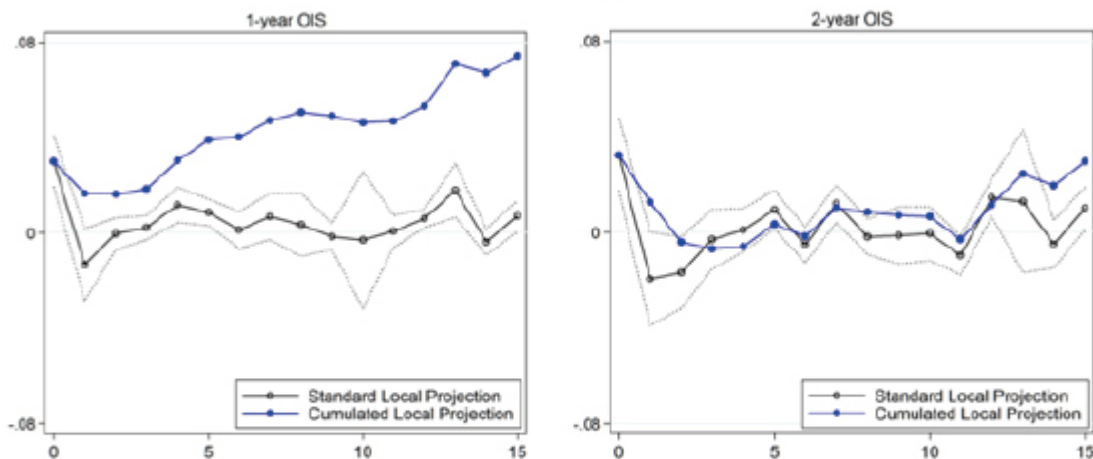 1-year OIS
.08
0
-.08
Standard Local Projection
Cumulated Local Projection
0 5 10 15
2-year OIS
.08
0
-.08
Standard Local Projection
Cumulated Local Projection
0 5 10 15